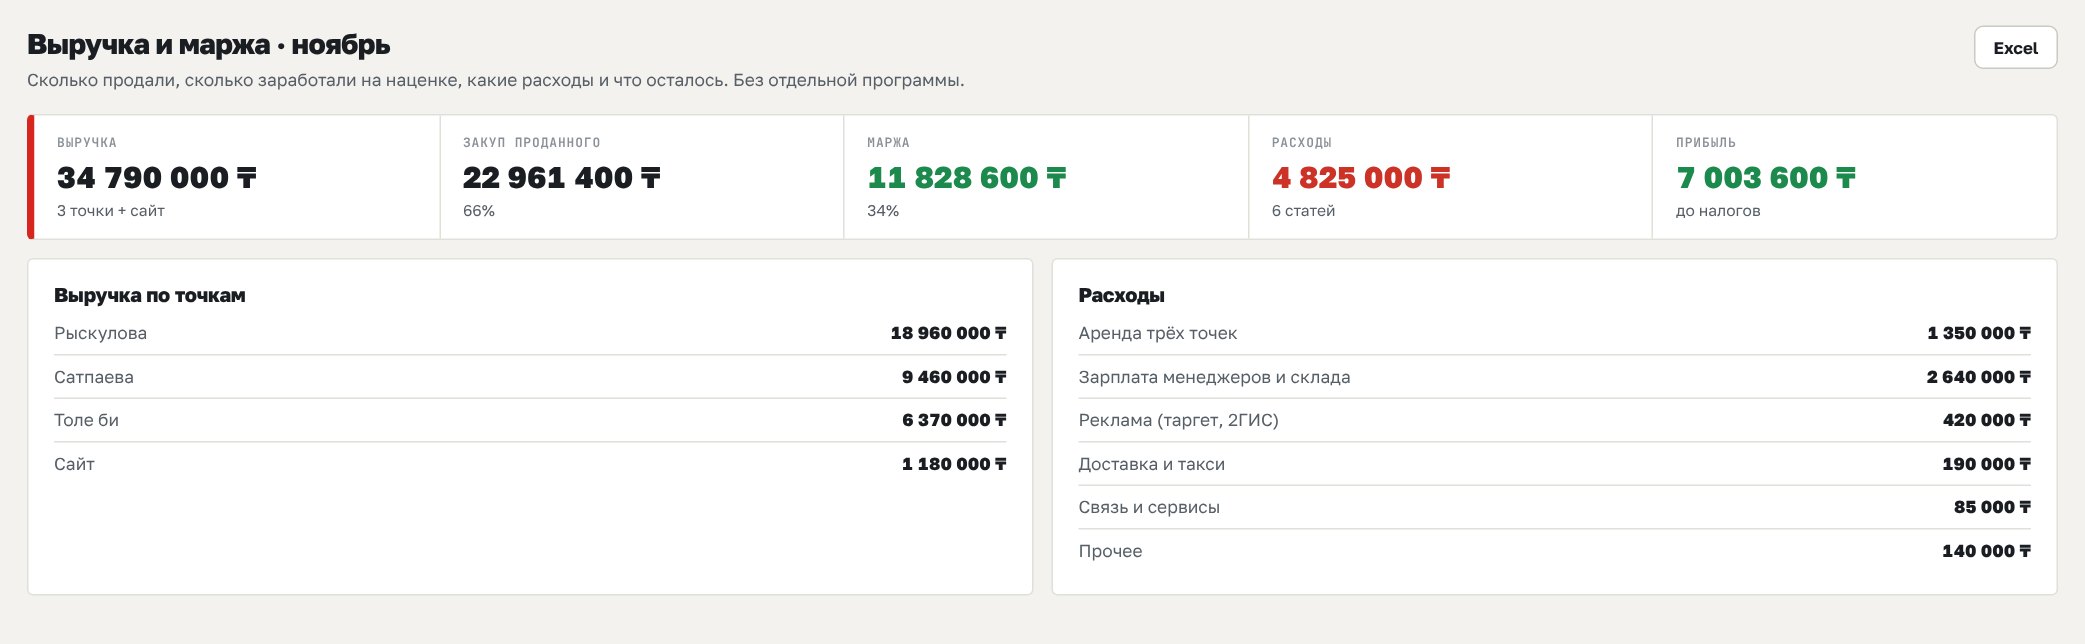 Выручка и маржа · ноябрь
Excel
Сколько продали, сколько заработали на наценке, какие расходы и что осталось. Без отдельной программы.
ВЫРУЧКА
34 790 000 ₸
3 точки + сайт
ЗАКУП ПРОДАННОГО
22 961 400 ₸
66%
МАРЖА
11 828 600 ₸
34%
РАСХОДЫ
4 825 000 ₸
6 статей
ПРИБЫЛЬ
7 003 600 ₸
до налогов
Выручка по точкам
Рыскулова 18 960 000 ₸
Сатпаева 9 460 000 ₸
Толе би 6 370 000 ₸
Сайт 1 180 000 ₸
Расходы
Аренда трёх точек 1 350 000 ₸
Зарплата менеджеров и склада 2 640 000 ₸
Реклама (таргет, 2ГИС) 420 000 ₸
Доставка и такси 190 000 ₸
Связь и сервисы 85 000 ₸
Прочее 140 000 ₸